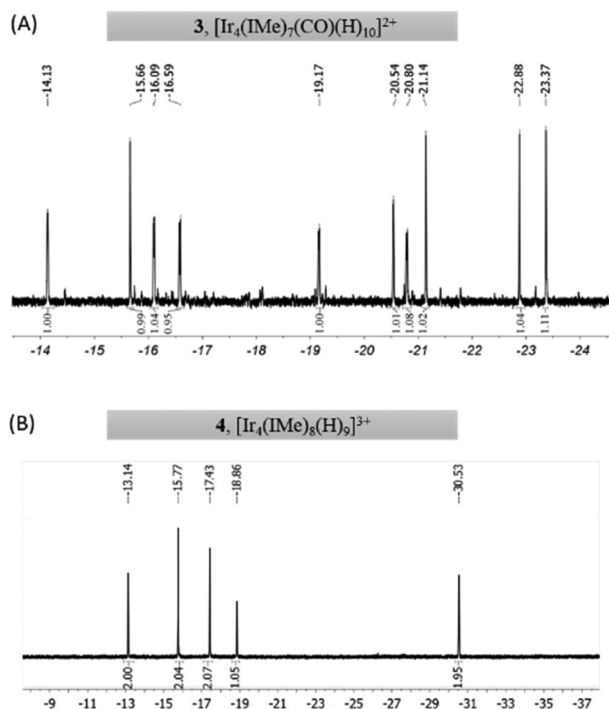 (A)
3, [Ir4(IMe)7(CO)(H)10]2+
-14.13 -15.66 -16.09 -16.59 -19.17 -20.54 -20.80 -21.14 -22.88 -23.37
1.00 0.99 1.04 0.95 1.00 1.01 1.08 1.02 1.04 1.11
-14 -15 -16 -17 -18 -19 -20 -21 -22 -23 -24
(B)
4, [Ir4(IMe)8(H)9]3+
-13.14 -15.77 -17.43 -18.86 -30.53
2.00 2.04 2.07 1.05 1.95
-9 -11 -13 -15 -17 -19 -21 -23 -25 -27 -29 -31 -33 -35 -37